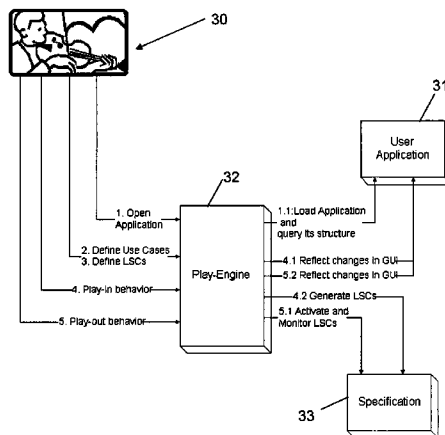 30
31
User
Application
32
1. Open
Application
1.1:Load Application
and
query its structure
2. Define Use Cases
3. Define LSCs
Play-Engine
4.1 Reflect changes in GUI
5.2 Reflect changes in GUI
4. Play-in behavior
4.2 Generate LSCs
5.1 Activate and
Monitor LSCs
5. Play-out behavior
33
Specification